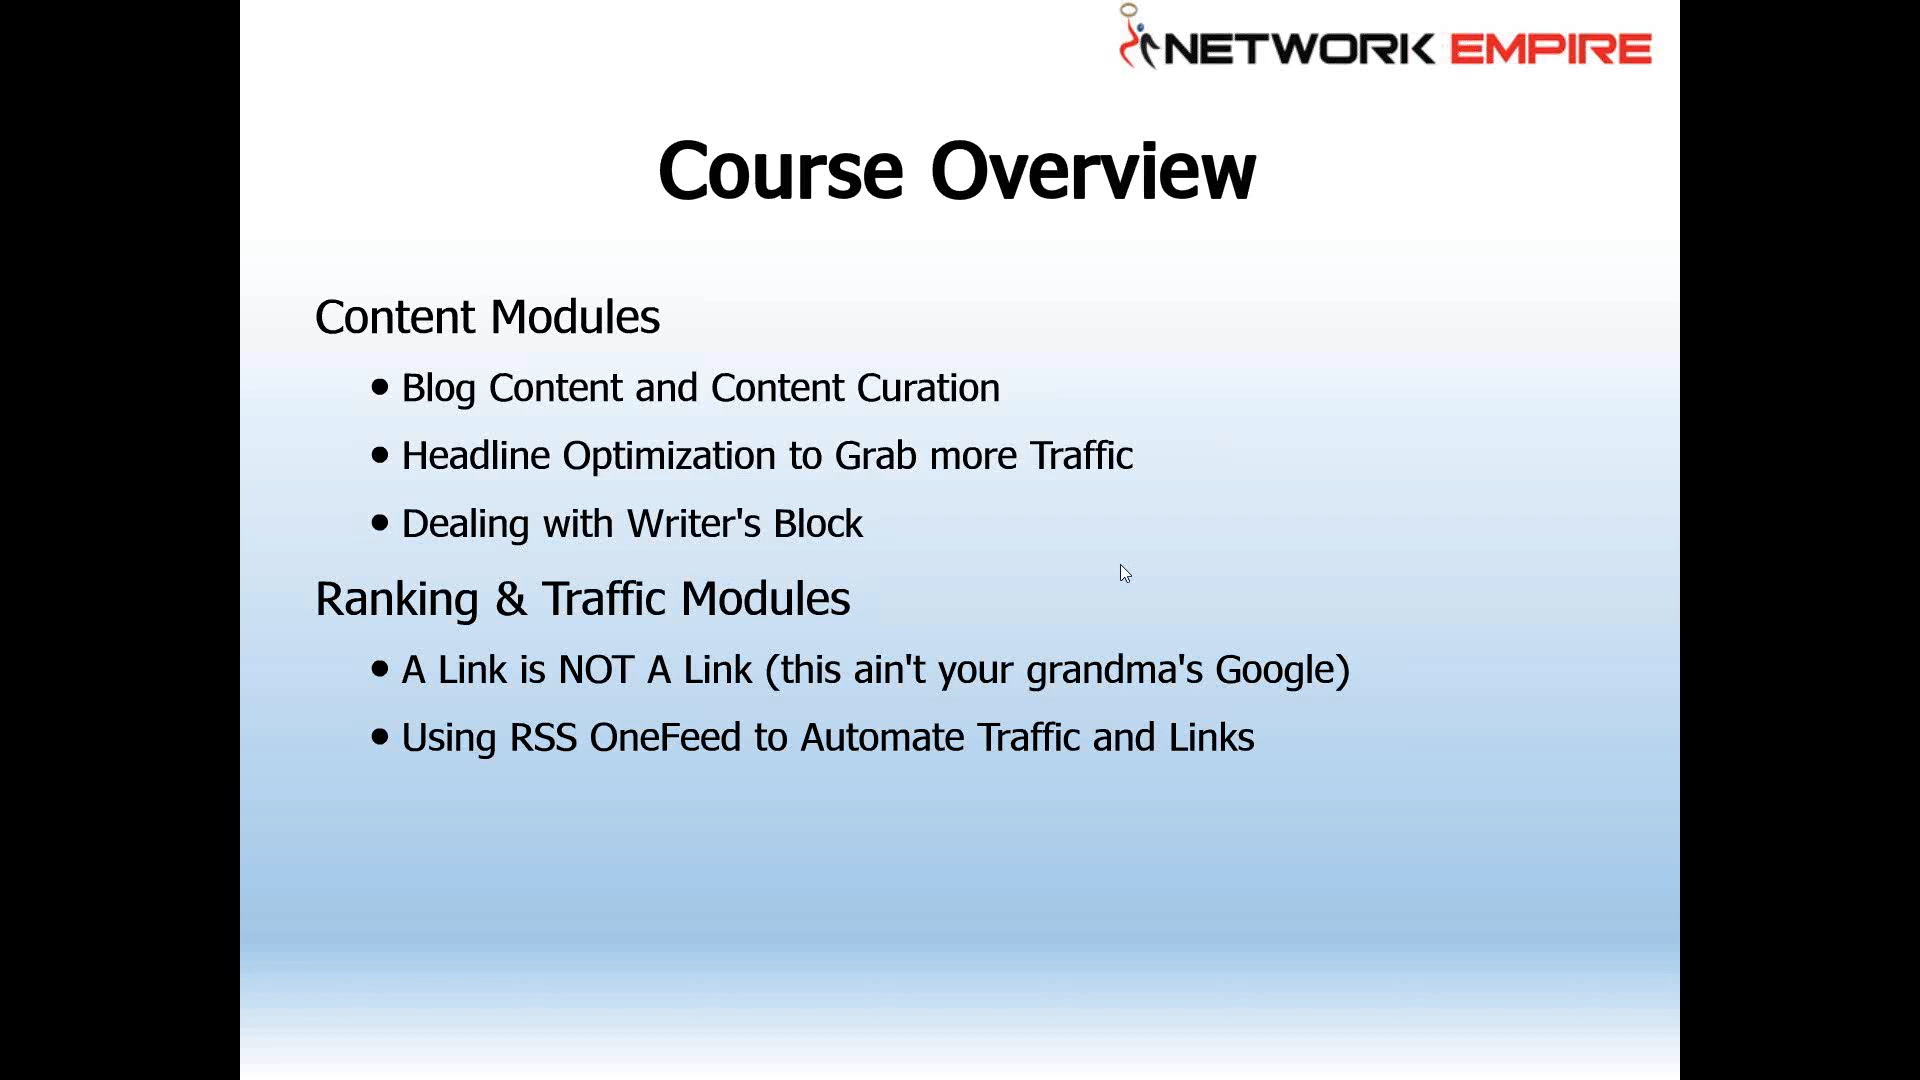 NETWORK EMPIRE
Course Overview
Content Modules
• Blog Content and Content Curation
• Headline Optimization to Grab more Traffic
• Dealing with Writer's Block
Ranking & Traffic Modules
• A Link is NOT A Link (this ain't your grandma's Google)
• Using RSS OneFeed to Automate Traffic and Links